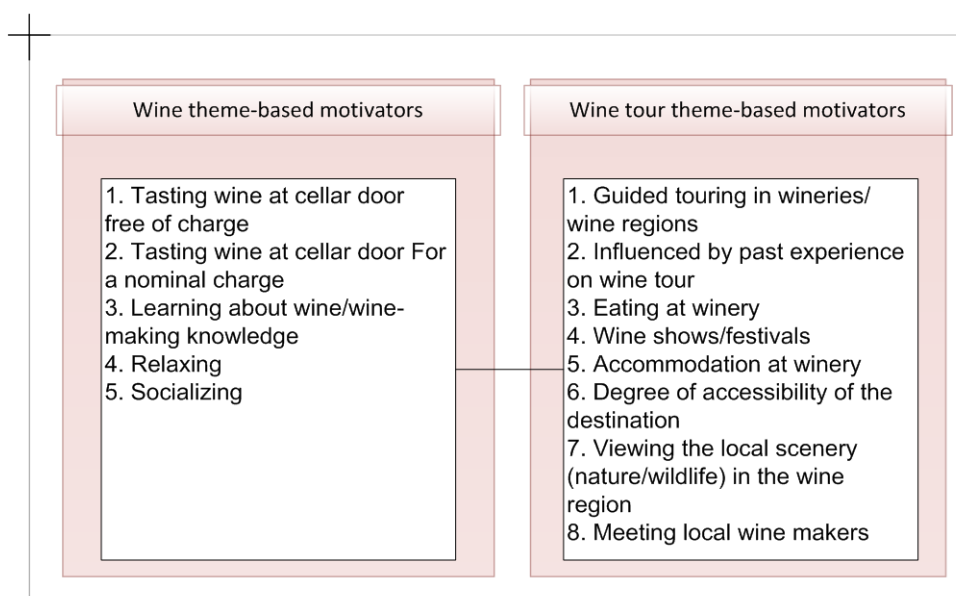 Wine theme-based motivators
1. Tasting wine at cellar door
free of charge
2. Tasting wine at cellar door For
a nominal charge
3. Learning about wine/wine-
making knowledge
4. Relaxing
5. Socializing
Wine tour theme-based motivators
1. Guided touring in wineries/
wine regions
2. Influenced by past experience
on wine tour
3. Eating at winery
4. Wine shows/festivals
5. Accommodation at winery
6. Degree of accessibility of the
destination
7. Viewing the local scenery
(nature/wildlife) in the wine
region
8. Meeting local wine makers